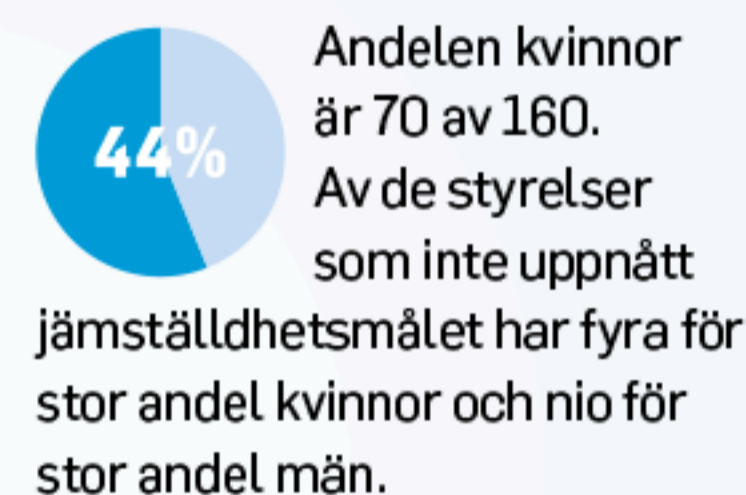 44%
Andelen kvinnor
är 70 av 160.
Av de styrelser
som inte uppnått
jämställdhetsmålet har fyra för
stor andel kvinnor och nio för
stor andel män.